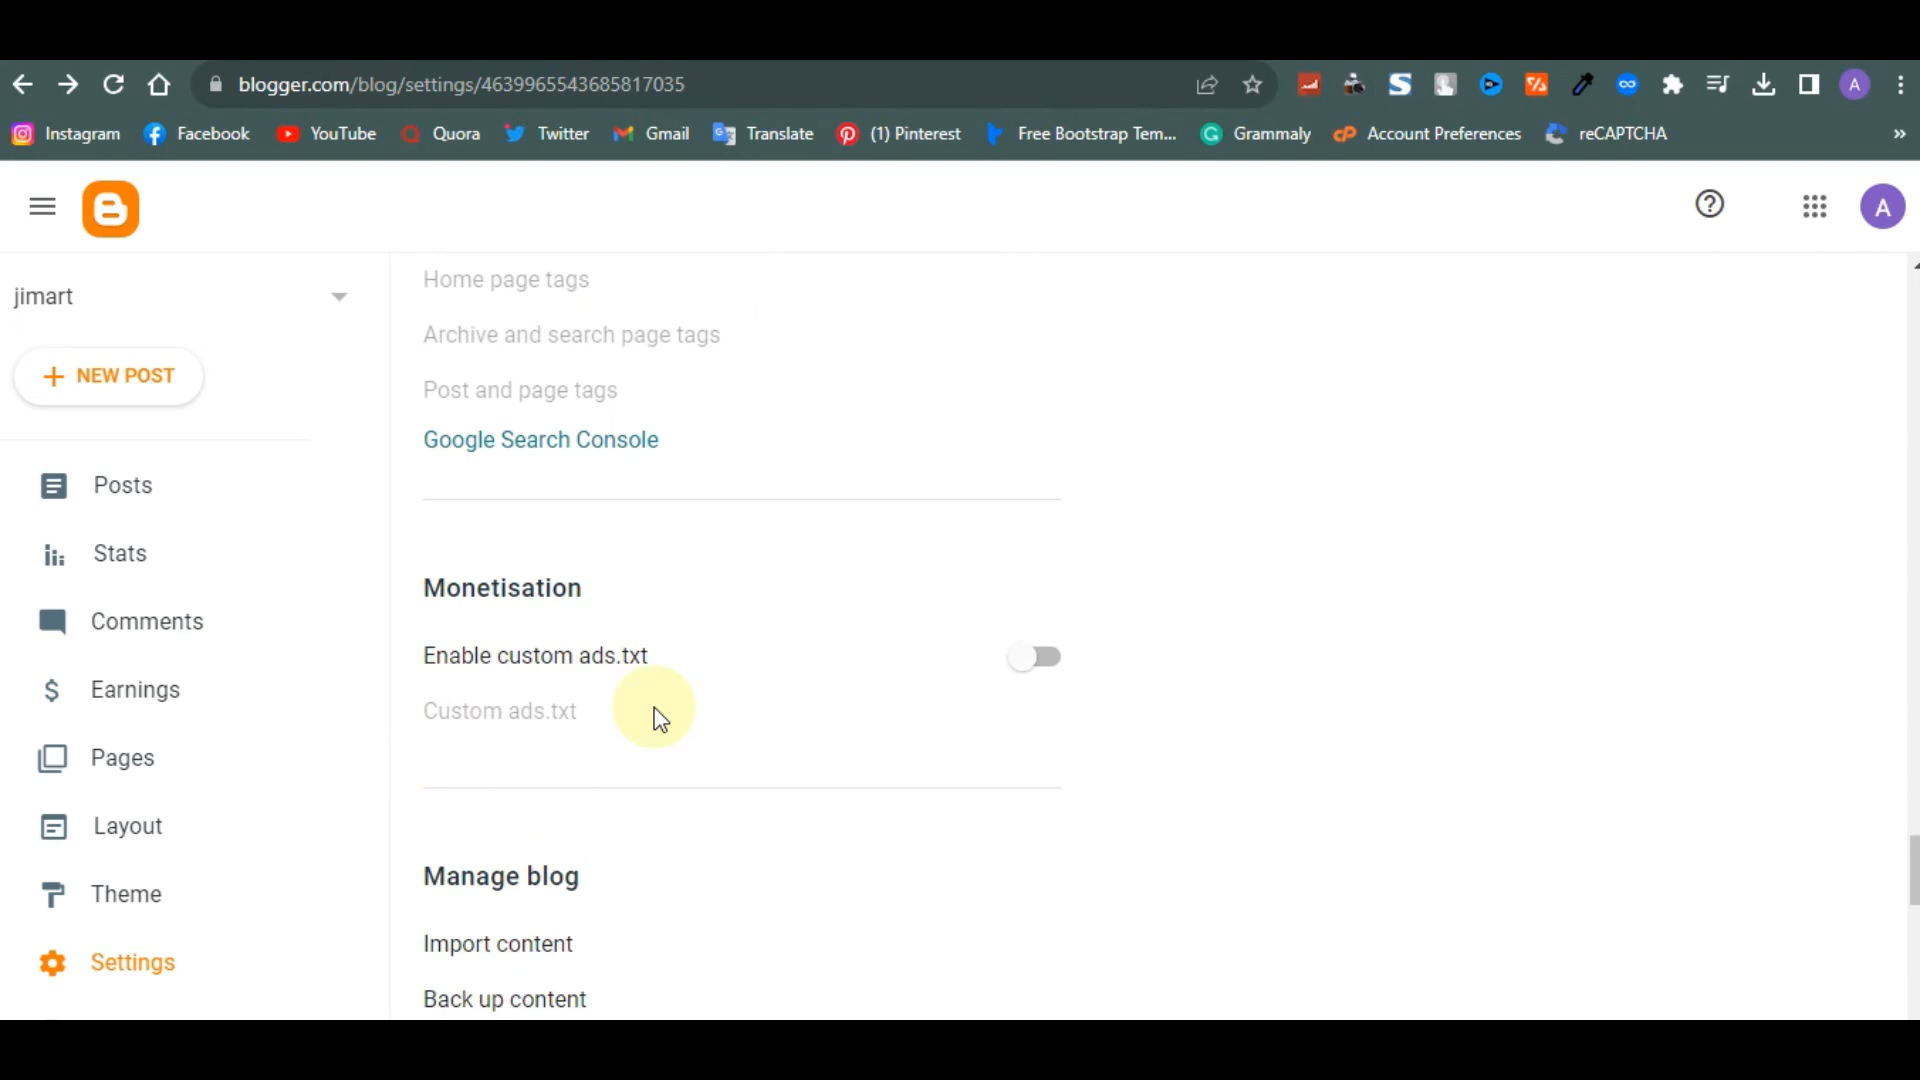 blogger.com/blog/settings/4639965543685817035
A
Instagram Facebook YouTube Quora Twitter Gmail Translate (1) Pinterest Free Bootstrap Tem... Grammaly Account Preferences reCAPTCHA »
A
jimart
NEW POST
Posts
Stats
Comments
Earnings
Pages
Layout
Theme
Settings
Home page tags
Archive and search page tags
Post and page tags
Google Search Console
Monetisation
Enable custom ads.txt
Custom ads.txt
Manage blog
Import content
Back up content